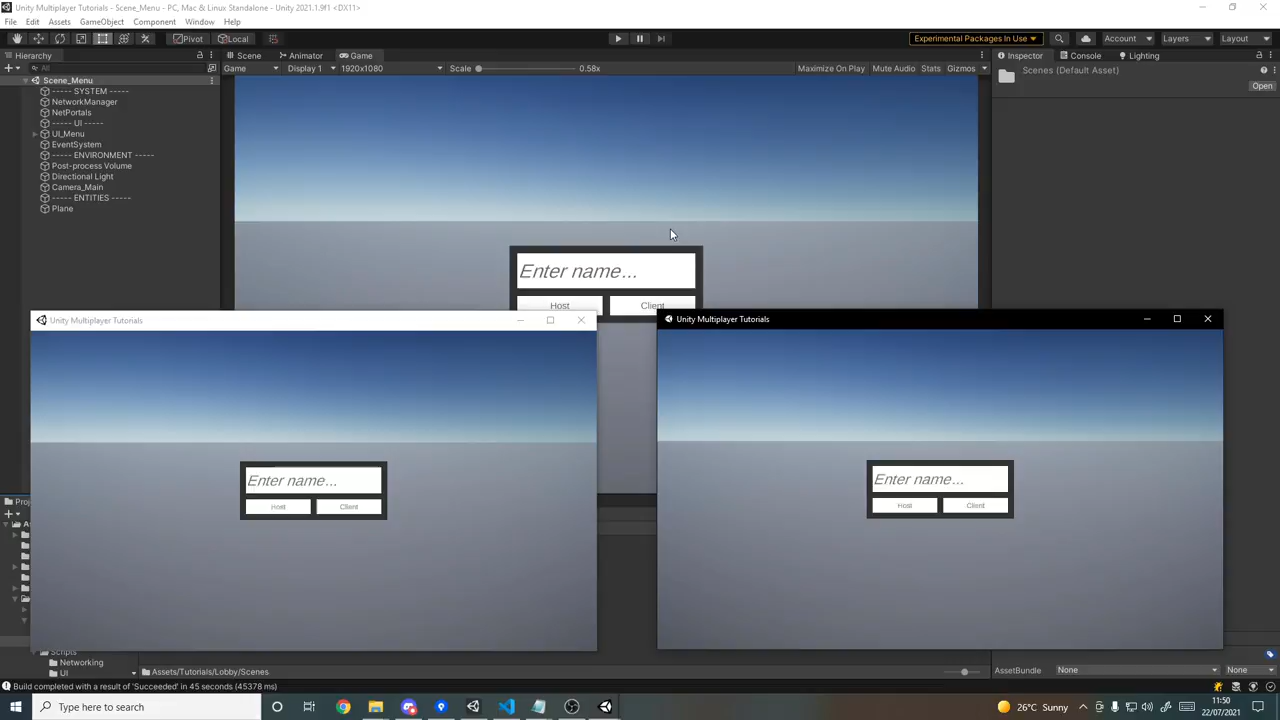 Unity Multiplayer Tutorials - Scene_Menu - PC, Mac & Linux Standalone - Unity 2021.1.9f1 <DX11>
File Edit Assets GameObject Component Window Help
Pivot Local Experimental Packages In Use Account Layers Layout
Hierarchy Scene Animator Game Inspector Console Lighting
All Game Display 1 1920x1080 Scale 0.58x Maximize On Play Mute Audio Stats Gizmos Scenes (Default Asset)
Open
Scene_Menu
----- SYSTEM -----
NetworkManager
NetPortals
----- UI -----
UI_Menu
EventSystem
----- ENVIRONMENT -----
Post-process Volume
Directional Light
Camera_Main
----- ENTITIES -----
Plane
Enter name...
Host Client
Unity Multiplayer Tutorials
Enter name...
Host Client
Unity Multiplayer Tutorials
Enter name...
Host Client
Scripts
Networking
UI
Assets/Tutorials/Lobby/Scenes
AssetBundle None None
Build completed with a result of 'Succeeded' in 45 seconds (45378 ms)
Type here to search
26°C Sunny
11:50
22/07/2021